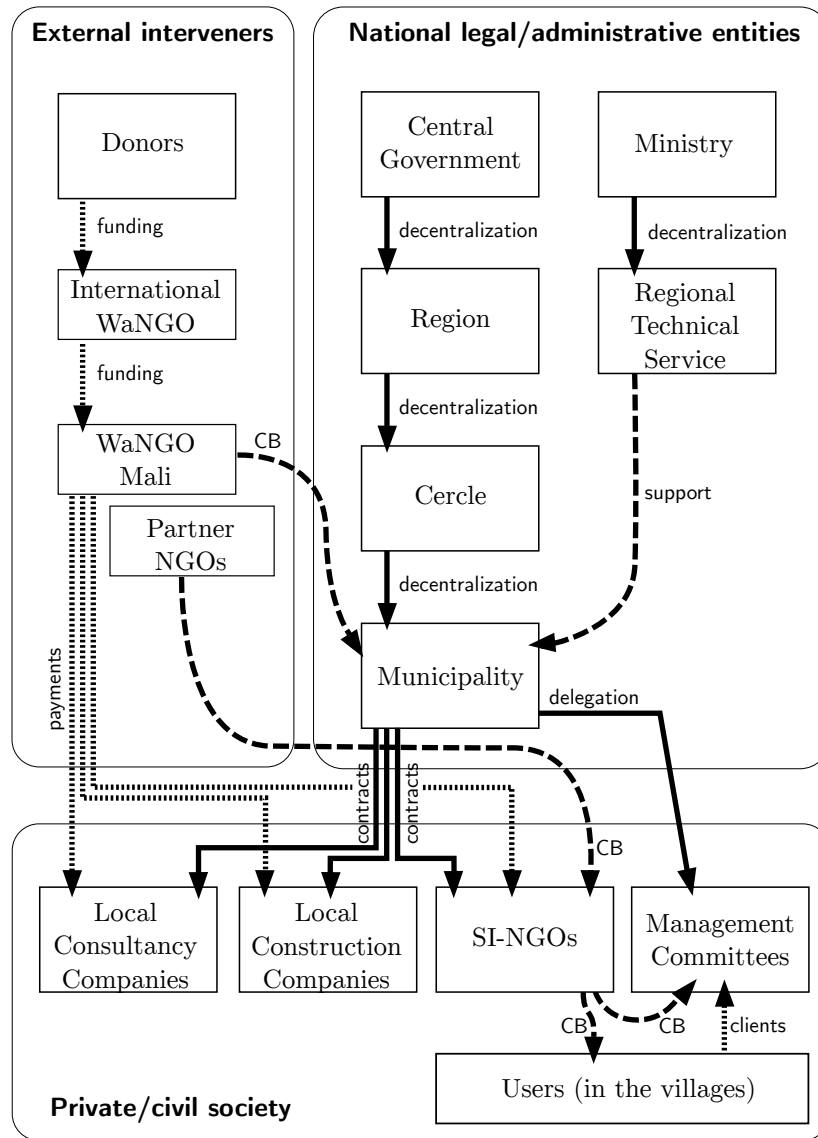 External interveners
National legal/administrative entities
Donors
Central
Government
Ministry
funding
decentralization
decentralization
International
WaNGO
Region
Regional
Technical
Service
funding
decentralization
WaNGO
Mali
CB
Cercle
support
Partner
NGOs
decentralization
payments
Municipality
delegation
contracts
contracts
CB
Local
Consultancy
Companies
Local
Construction
Companies
SI-NGOs
Management
Committees
CB
CB
clients
Users (in the villages)
Private/civil society